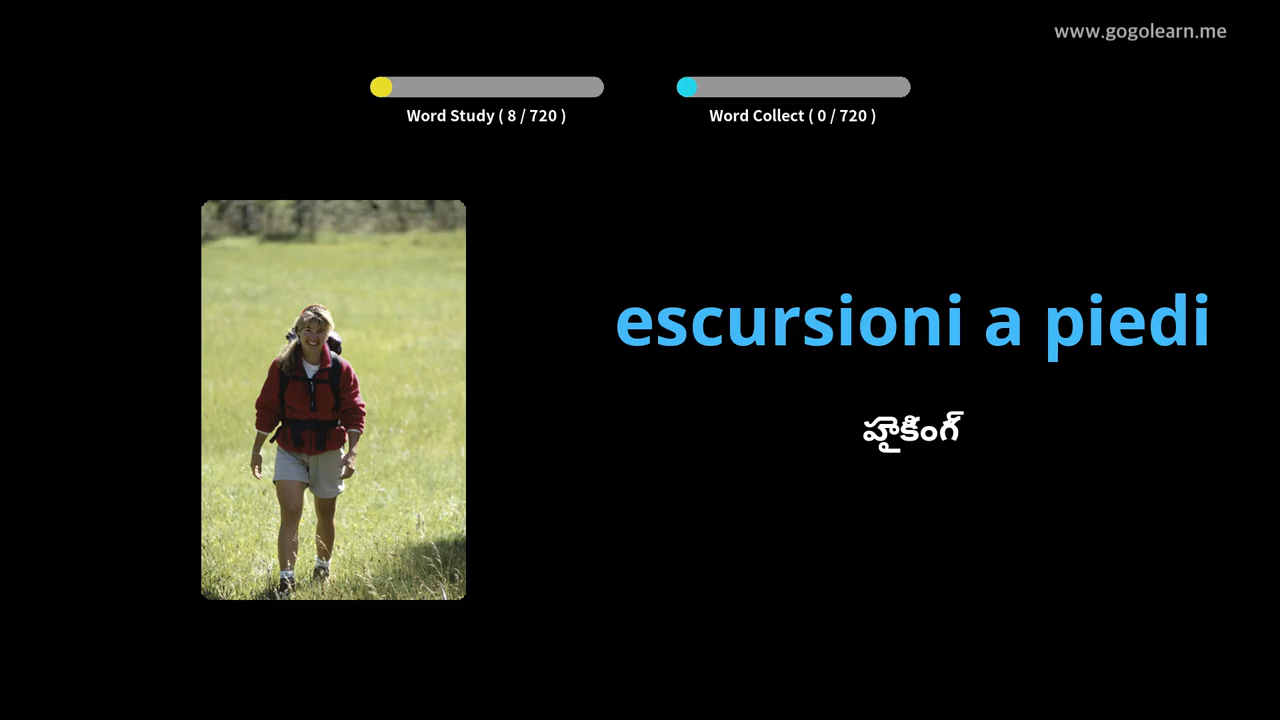 www.gogolearn.me
Word Study ( 8 / 720 )
Word Collect ( 0 / 720 )
escursioni a piedi
హైకింగ్